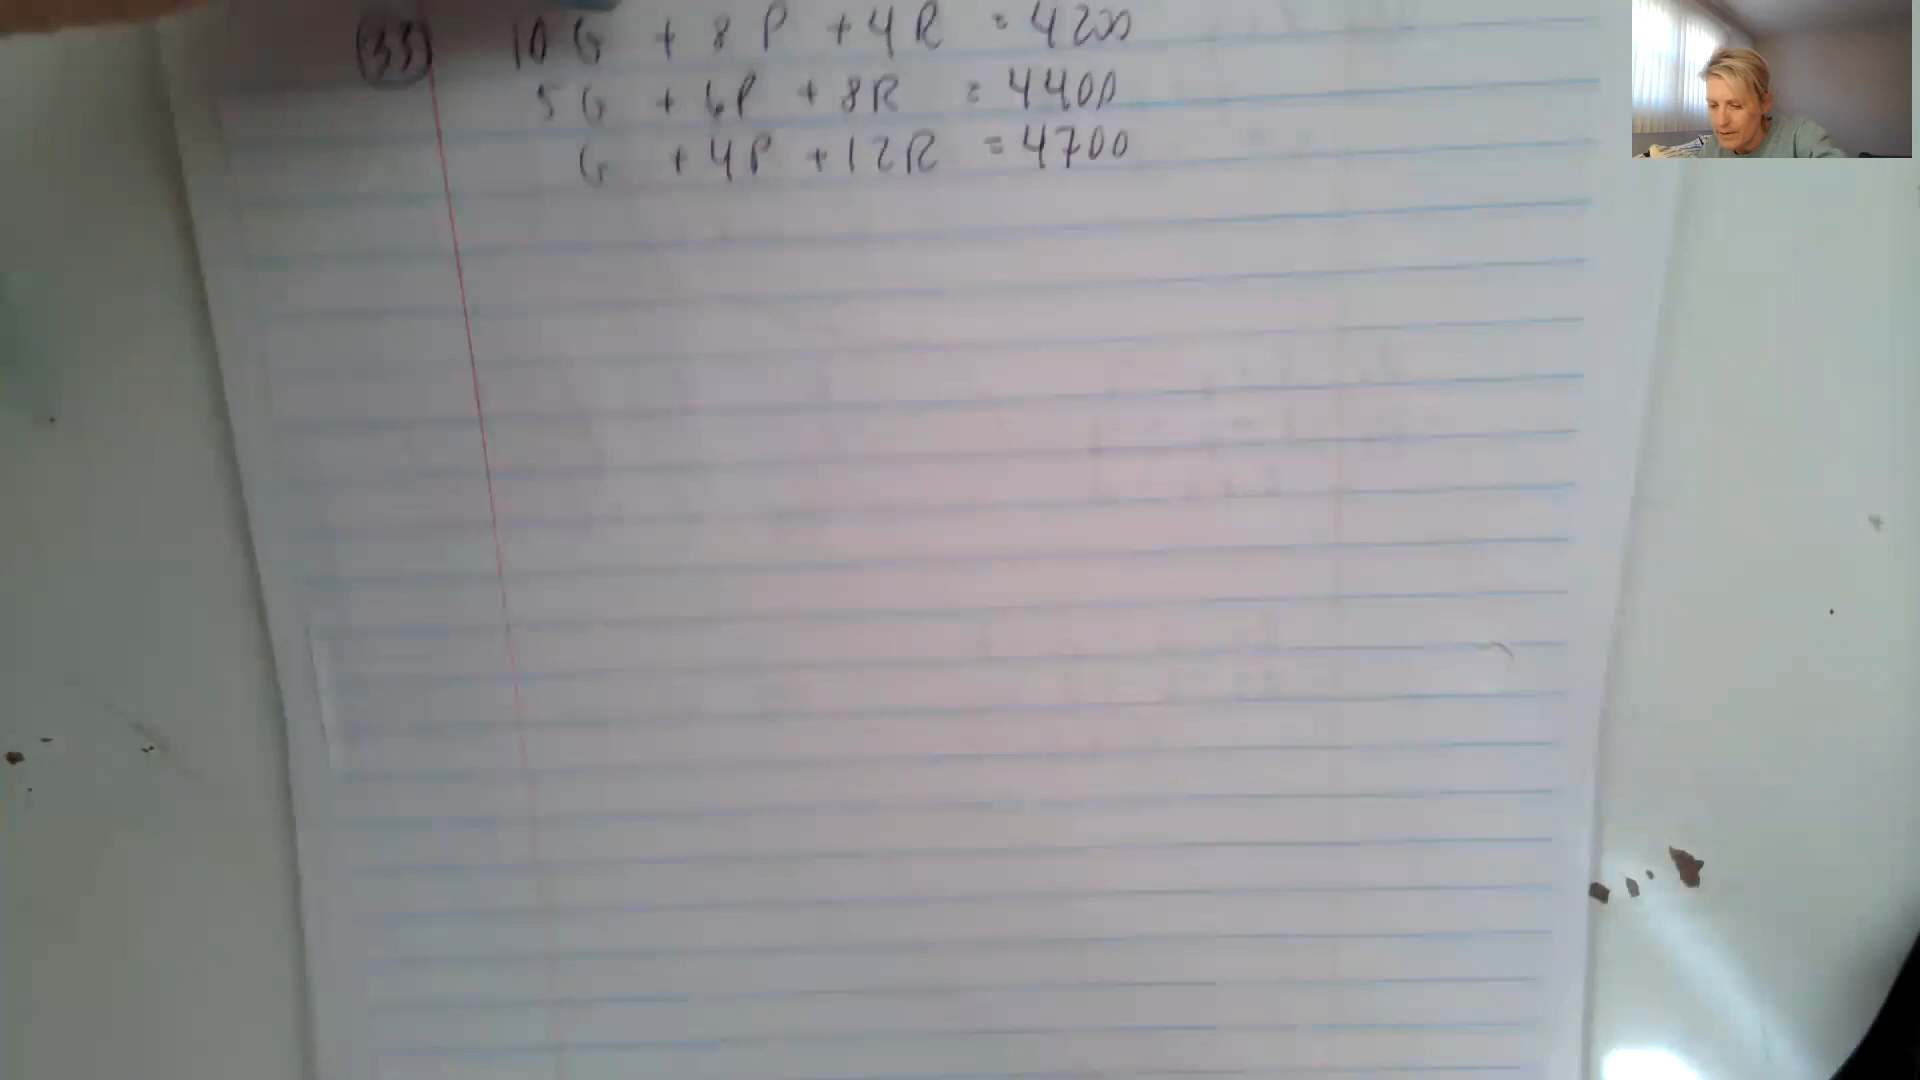 (33) 10G + 8P + 4R = 4200
5G + 6P + 8R = 4400
G + 4P + 12R = 4700